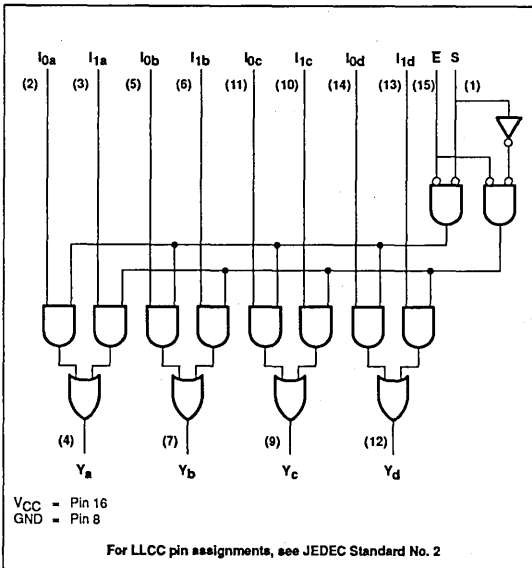 I0a I1a I0b I1b I0c I1c I0d I1d E̅ S
(2) (3) (5) (6) (11) (10) (14) (13) (15) (1)
(4) (7) (9) (12)
Ya Yb Yc Yd
VCC = Pin 16
GND = Pin 8
For LLCC pin assignments, see JEDEC Standard No. 2